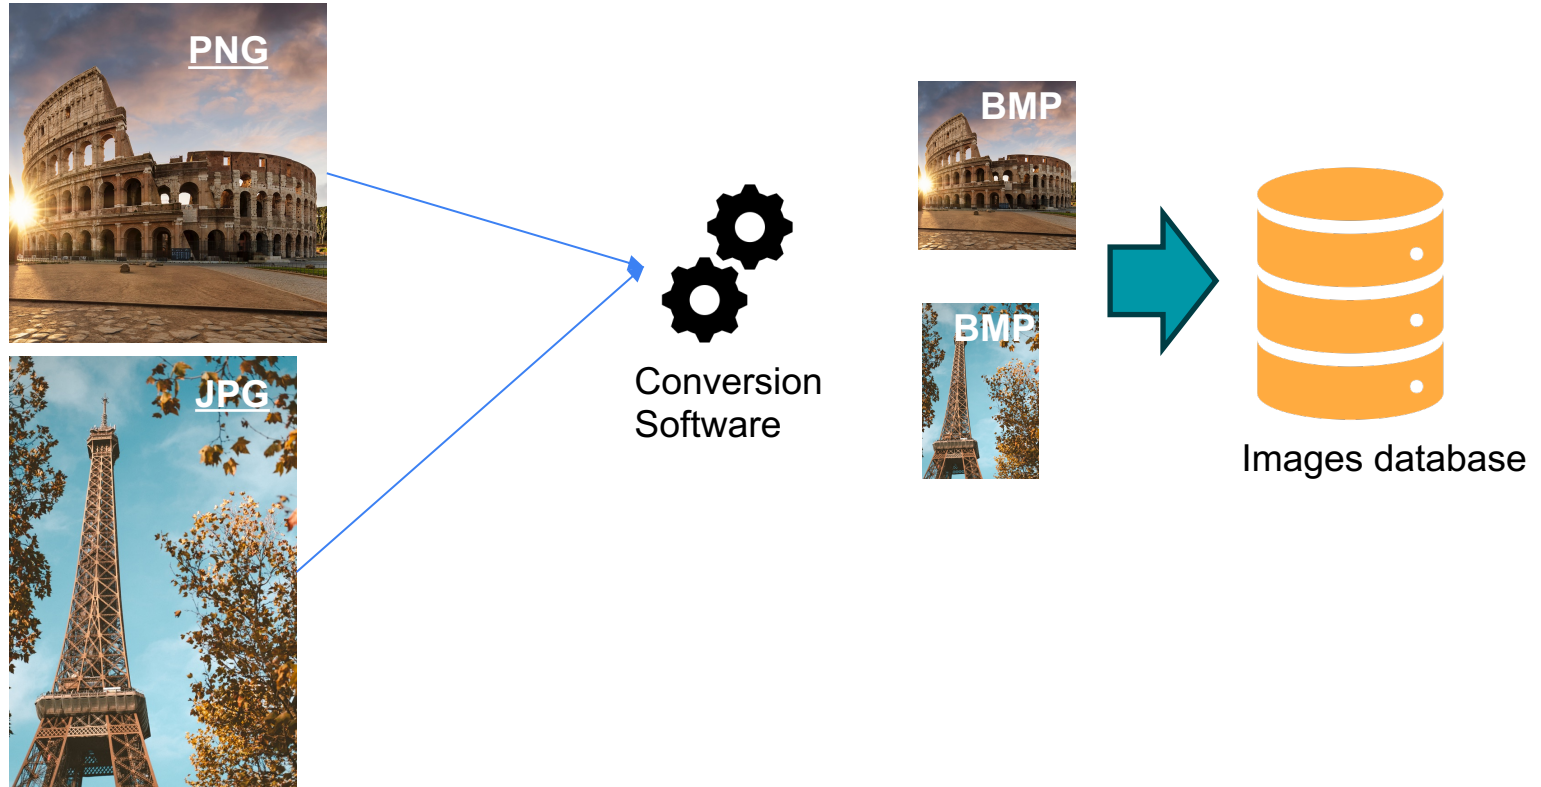 PNG
JPG
Conversion
Software
BMP
BMP
Images database